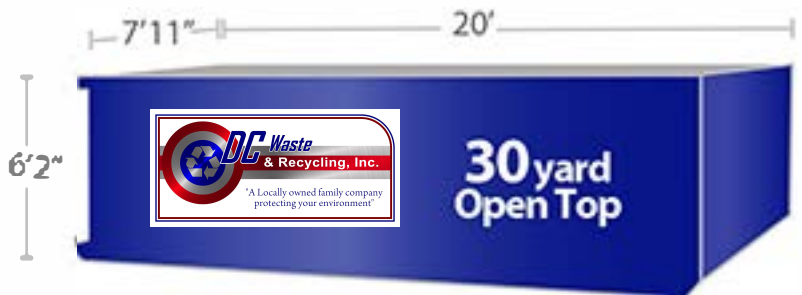 7'11"
20'
6'2"
DC Waste
& Recycling, Inc.
"A Locally owned family company
protecting your environment"
30 yard
Open Top